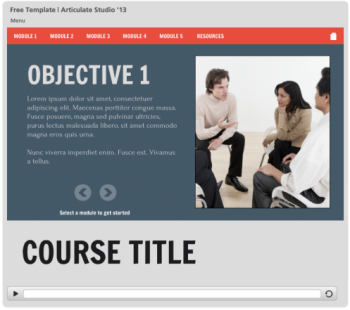 Free Template | Articulate Studio '13
Menu
MODULE 1 MODULE 2 MODULE 3 MODULE 4 MODULE 5 RESOURCES
OBJECTIVE 1
Lorem ipsum dolor sit amet, consectetuer
adipiscing elit. Maecenas porttitor congue massa.
Fusce posuere, magna sed pulvinar ultricies,
purus lectus malesuada libero, sit amet commodo
magna eros quis urna.
Nunc viverra imperdiet enim. Fusce est. Vivamus
a tellus.
Select a module to get started
COURSE TITLE